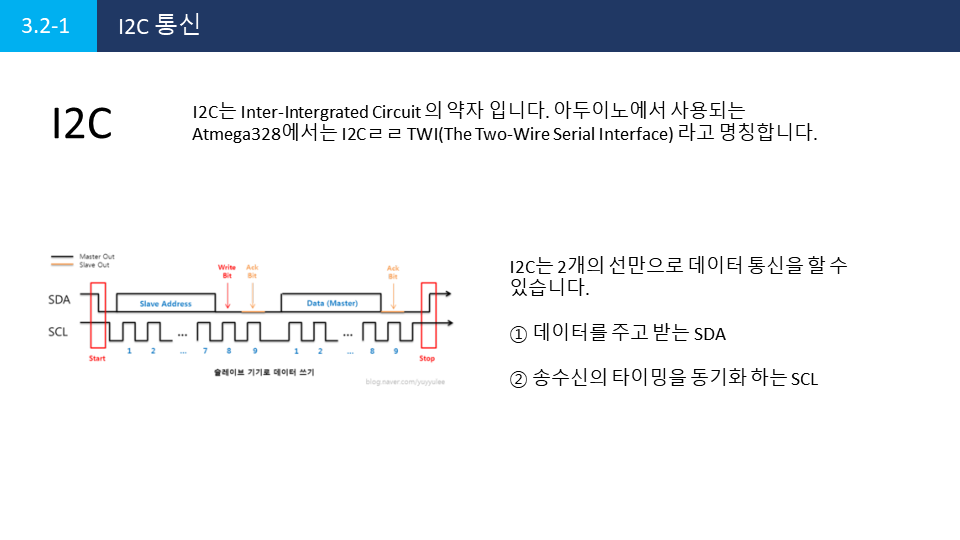 3.2-1 I2C 통신
I2C
I2C는 Inter-Intergrated Circuit 의 약자 입니다. 아두이노에서 사용되는
Atmega328에서는 I2Cㄹㄹ TWI(The Two-Wire Serial Interface) 라고 명칭합니다.
Master Out
Slave Out
Write Bit
Ack Bit
Ack Bit
SDA
Slave Address
Data (Master)
SCL
...
...
Start
1 2 ... 7 8 9 1 2 ... 8 9
Stop
슬레이브 기기로 데이터 쓰기
blog.naver.com/yuyyulee
I2C는 2개의 선만으로 데이터 통신을 할 수
있습니다.
① 데이터를 주고 받는 SDA
② 송수신의 타이밍을 동기화 하는 SCL